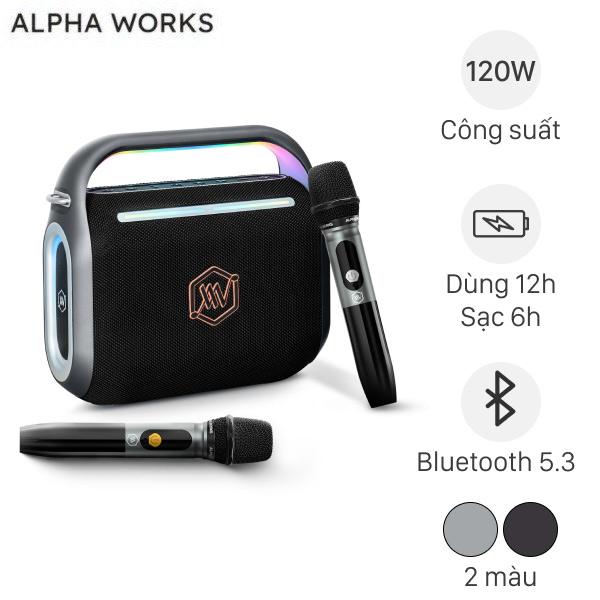 ALPHA WORKS
120W
Công suất
Dùng 12h
Sạc 6h
Bluetooth 5.3
2 màu